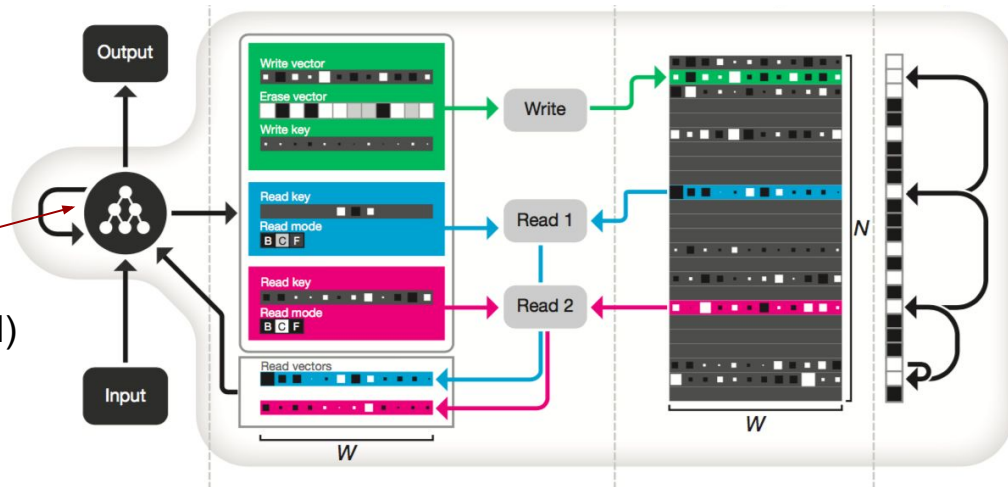 Output
Write vector
Erase vector
Write key
Write
Read key
Read mode
B C F
Read 1
N
Read key
Read mode
B C F
Read 2
Read vectors
Input
W
W